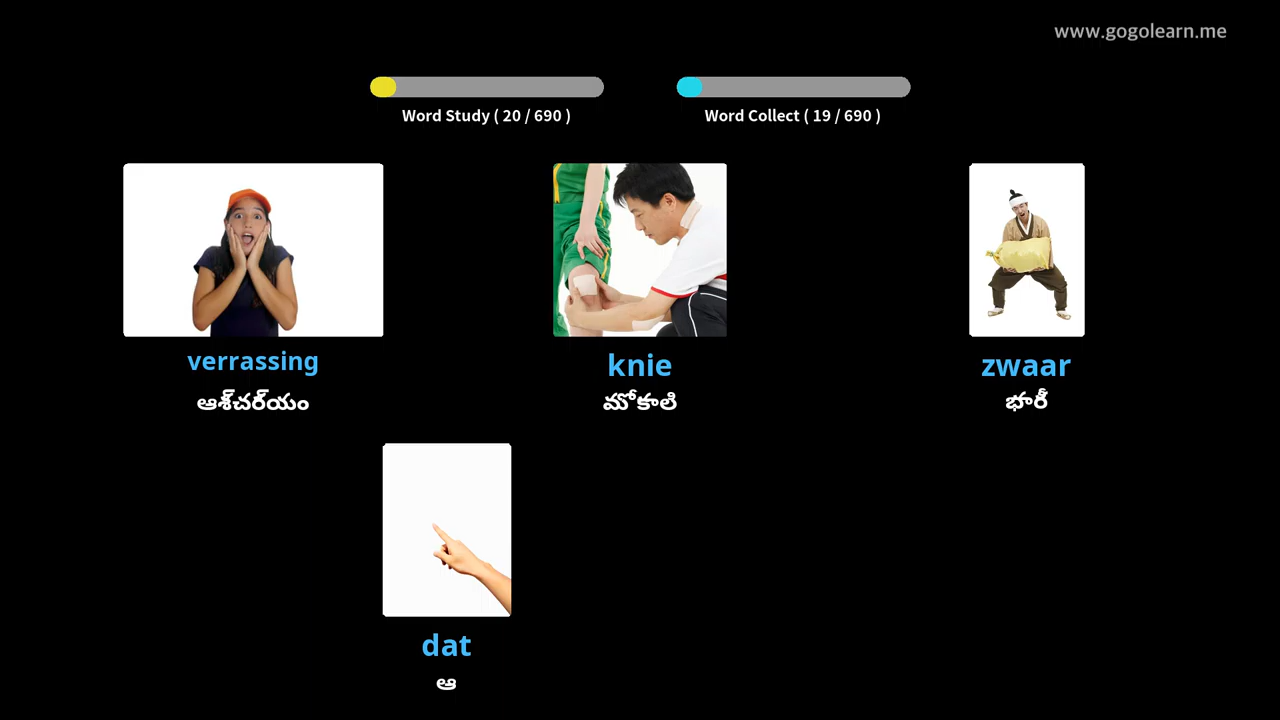 www.gogolearn.me
Word Study ( 20 / 690 )
Word Collect ( 19 / 690 )
verrassing
ఆశ్చర్యం
knie
మోకాలి
zwaar
భారీ
dat
ఆ